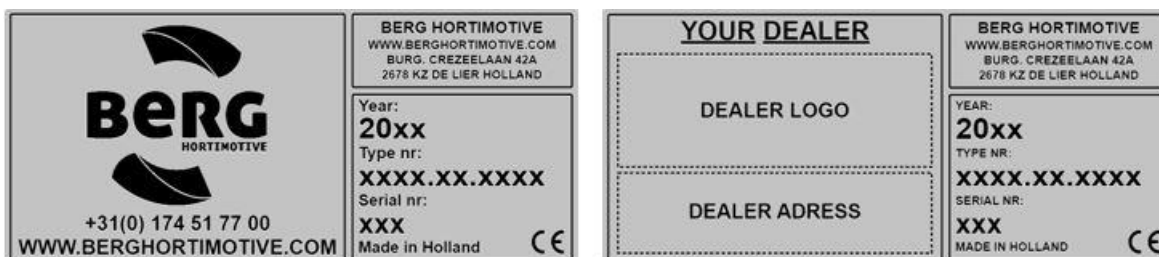 BERG
HORTIMOTIVE
+31(0) 174 51 77 00
WWW.BERGHORTIMOTIVE.COM
BERG HORTIMOTIVE
WWW.BERGHORTIMOTIVE.COM
BURG. CREZEELAAN 42A
2678 KZ DE LIER HOLLAND
Year:
20xx
Type nr:
xxxx.xx.xxxx
Serial nr:
xxx
Made in Holland
CE
YOUR DEALER
DEALER LOGO
DEALER ADRESS
BERG HORTIMOTIVE
WWW.BERGHORTIMOTIVE.COM
BURG. CREZEELAAN 42A
2678 KZ DE LIER HOLLAND
YEAR:
20xx
TYPE NR:
xxxx.xx.xxxx
SERIAL NR:
xxx
MADE IN HOLLAND
CE